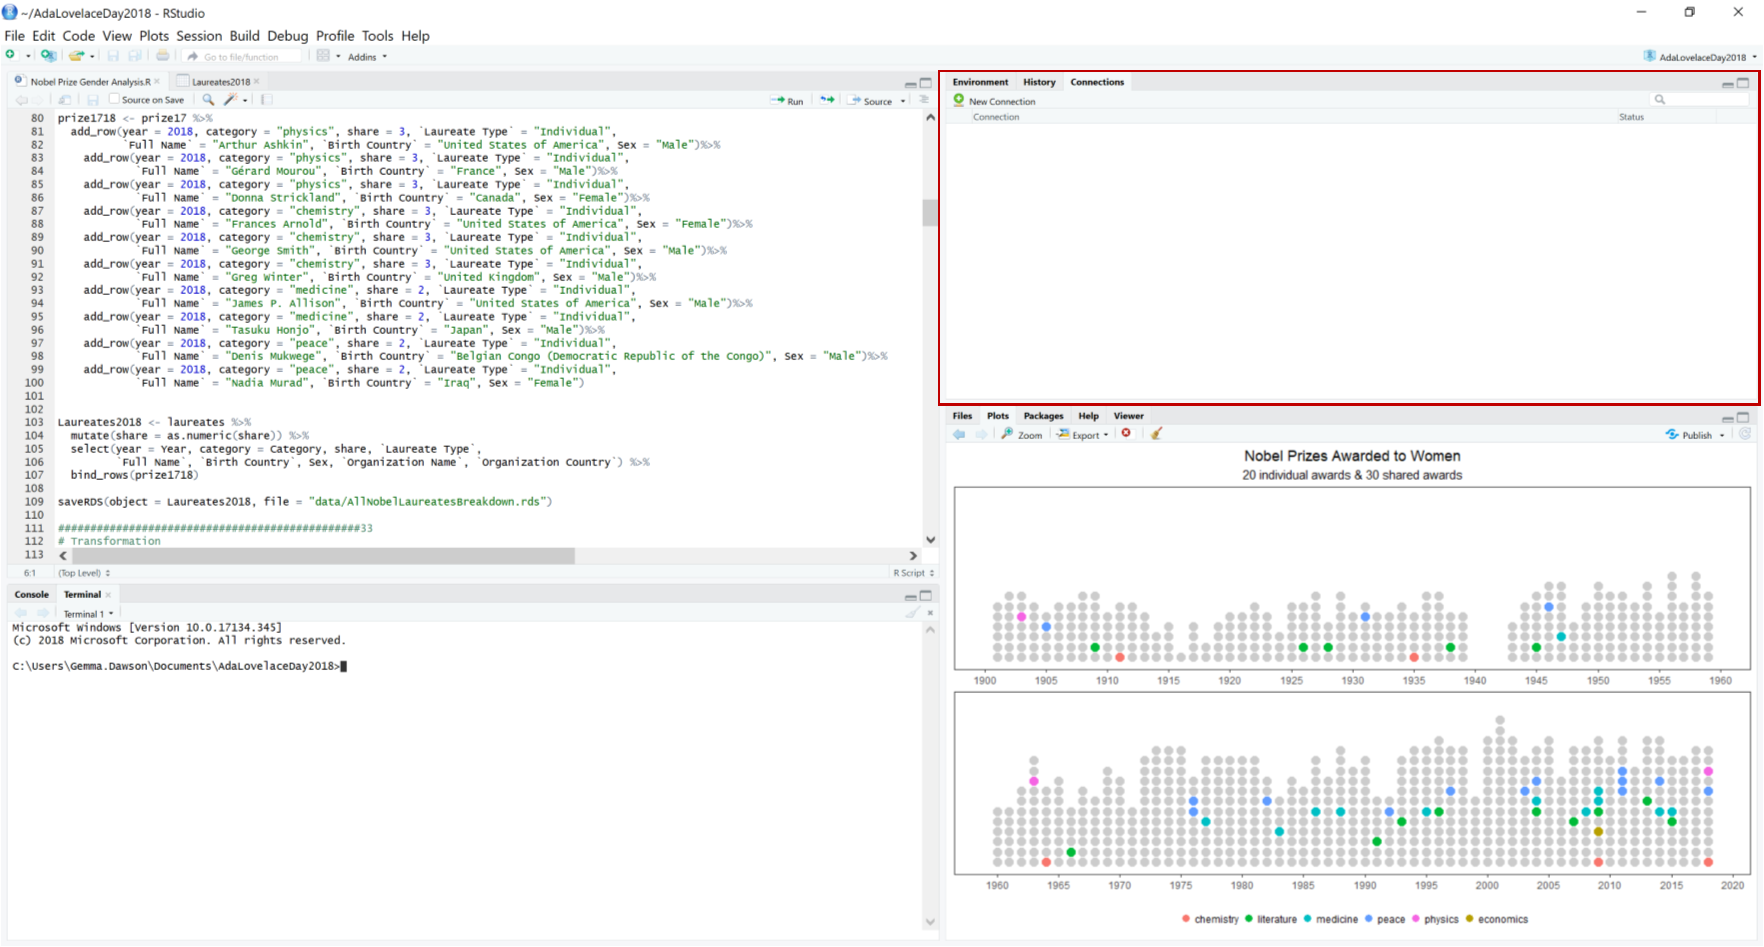 ~/AdaLovelaceDay2018 - RStudio
File Edit Code View Plots Session Build Debug Profile Tools Help
Go to file/function Addins AdaLovelaceDay2018
Nobel Prize Gender Analysis.R Laureates2018
Source on Save Run Source
80 prize1718 <- prize17 %>%
81 add_row(year = 2018, category = "physics", share = 3, `Laureate Type` = "Individual",
82 `Full Name` = "Arthur Ashkin", `Birth Country` = "United States of America", Sex = "Male")%>%
83 add_row(year = 2018, category = "physics", share = 3, `Laureate Type` = "Individual",
84 `Full Name` = "Gérard Mourou", `Birth Country` = "France", Sex = "Male")%>%
85 add_row(year = 2018, category = "physics", share = 3, `Laureate Type` = "Individual",
86 `Full Name` = "Donna Strickland", `Birth Country` = "Canada", Sex = "Female")%>%
87 add_row(year = 2018, category = "chemistry", share = 3, `Laureate Type` = "Individual",
88 `Full Name` = "Frances Arnold", `Birth Country` = "United States of America", Sex = "Female")%>%
89 add_row(year = 2018, category = "chemistry", share = 3, `Laureate Type` = "Individual",
90 `Full Name` = "George Smith", `Birth Country` = "United States of America", Sex = "Male")%>%
91 add_row(year = 2018, category = "chemistry", share = 3, `Laureate Type` = "Individual",
92 `Full Name` = "Greg Winter", `Birth Country` = "United Kingdom", Sex = "Male")%>%
93 add_row(year = 2018, category = "medicine", share = 2, `Laureate Type` = "Individual",
94 `Full Name` = "James P. Allison", `Birth Country` = "United States of America", Sex = "Male")%>%
95 add_row(year = 2018, category = "medicine", share = 2, `Laureate Type` = "Individual",
96 `Full Name` = "Tasuku Honjo", `Birth Country` = "Japan", Sex = "Male")%>%
97 add_row(year = 2018, category = "peace", share = 2, `Laureate Type` = "Individual",
98 `Full Name` = "Denis Mukwege", `Birth Country` = "Belgian Congo (Democratic Republic of the Congo)", Sex = "Male")%>%
99 add_row(year = 2018, category = "peace", share = 2, `Laureate Type` = "Individual",
100 `Full Name` = "Nadia Murad", `Birth Country` = "Iraq", Sex = "Female")
101
102
103 Laureates2018 <- laureates %>%
104 mutate(share = as.numeric(share)) %>%
105 select(year = Year, category = Category, share, `Laureate Type`,
106 `Full Name`, `Birth Country`, Sex, `Organization Name`, `Organization Country`) %>%
107 bind_rows(prize1718)
108
109 saveRDS(object = Laureates2018, file = "data/AllNobelLaureatesBreakdown.rds")
110
111 ###############################################33
112 # Transformation
113
6:1 (Top Level) R Script
Console Terminal
Terminal 1
Microsoft Windows [Version 10.0.17134.345]
(c) 2018 Microsoft Corporation. All rights reserved.
C:\Users\Gemma.Dawson\Documents\AdaLovelaceDay2018>
Environment History Connections
New Connection
Connection Status
Files Plots Packages Help Viewer
Zoom Export Publish
Nobel Prizes Awarded to Women
20 individual awards & 30 shared awards
1900 1905 1910 1915 1920 1925 1930 1935 1940 1945 1950 1955 1960
1960 1965 1970 1975 1980 1985 1990 1995 2000 2005 2010 2015 2020
chemistry literature medicine peace physics economics